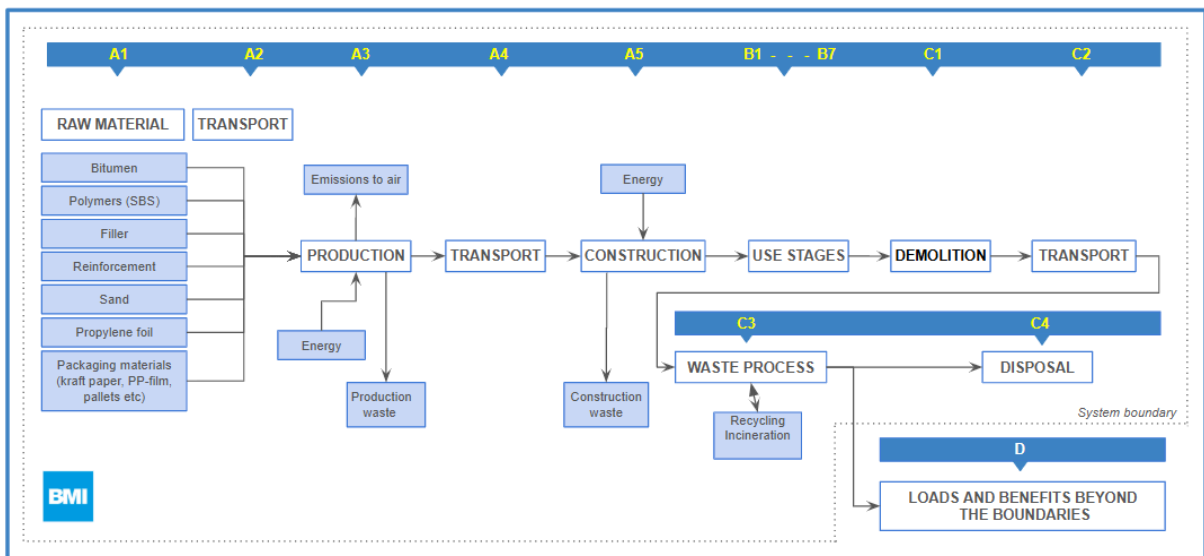 A1 A2 A3 A4 A5 B1 - - - B7 C1 C2
RAW MATERIAL TRANSPORT
Bitumen
Polymers (SBS)
Filler
Reinforcement
Sand
Propylene foil
Packaging materials
(kraft paper, PP-film,
pallets etc)
Emissions to air
Energy
PRODUCTION TRANSPORT CONSTRUCTION USE STAGES DEMOLITION TRANSPORT
Energy
Production
waste
Construction
waste
C3 C4
WASTE PROCESS DISPOSAL
Recycling
Incineration
System boundary
D
LOADS AND BENEFITS BEYOND
THE BOUNDARIES
BMI